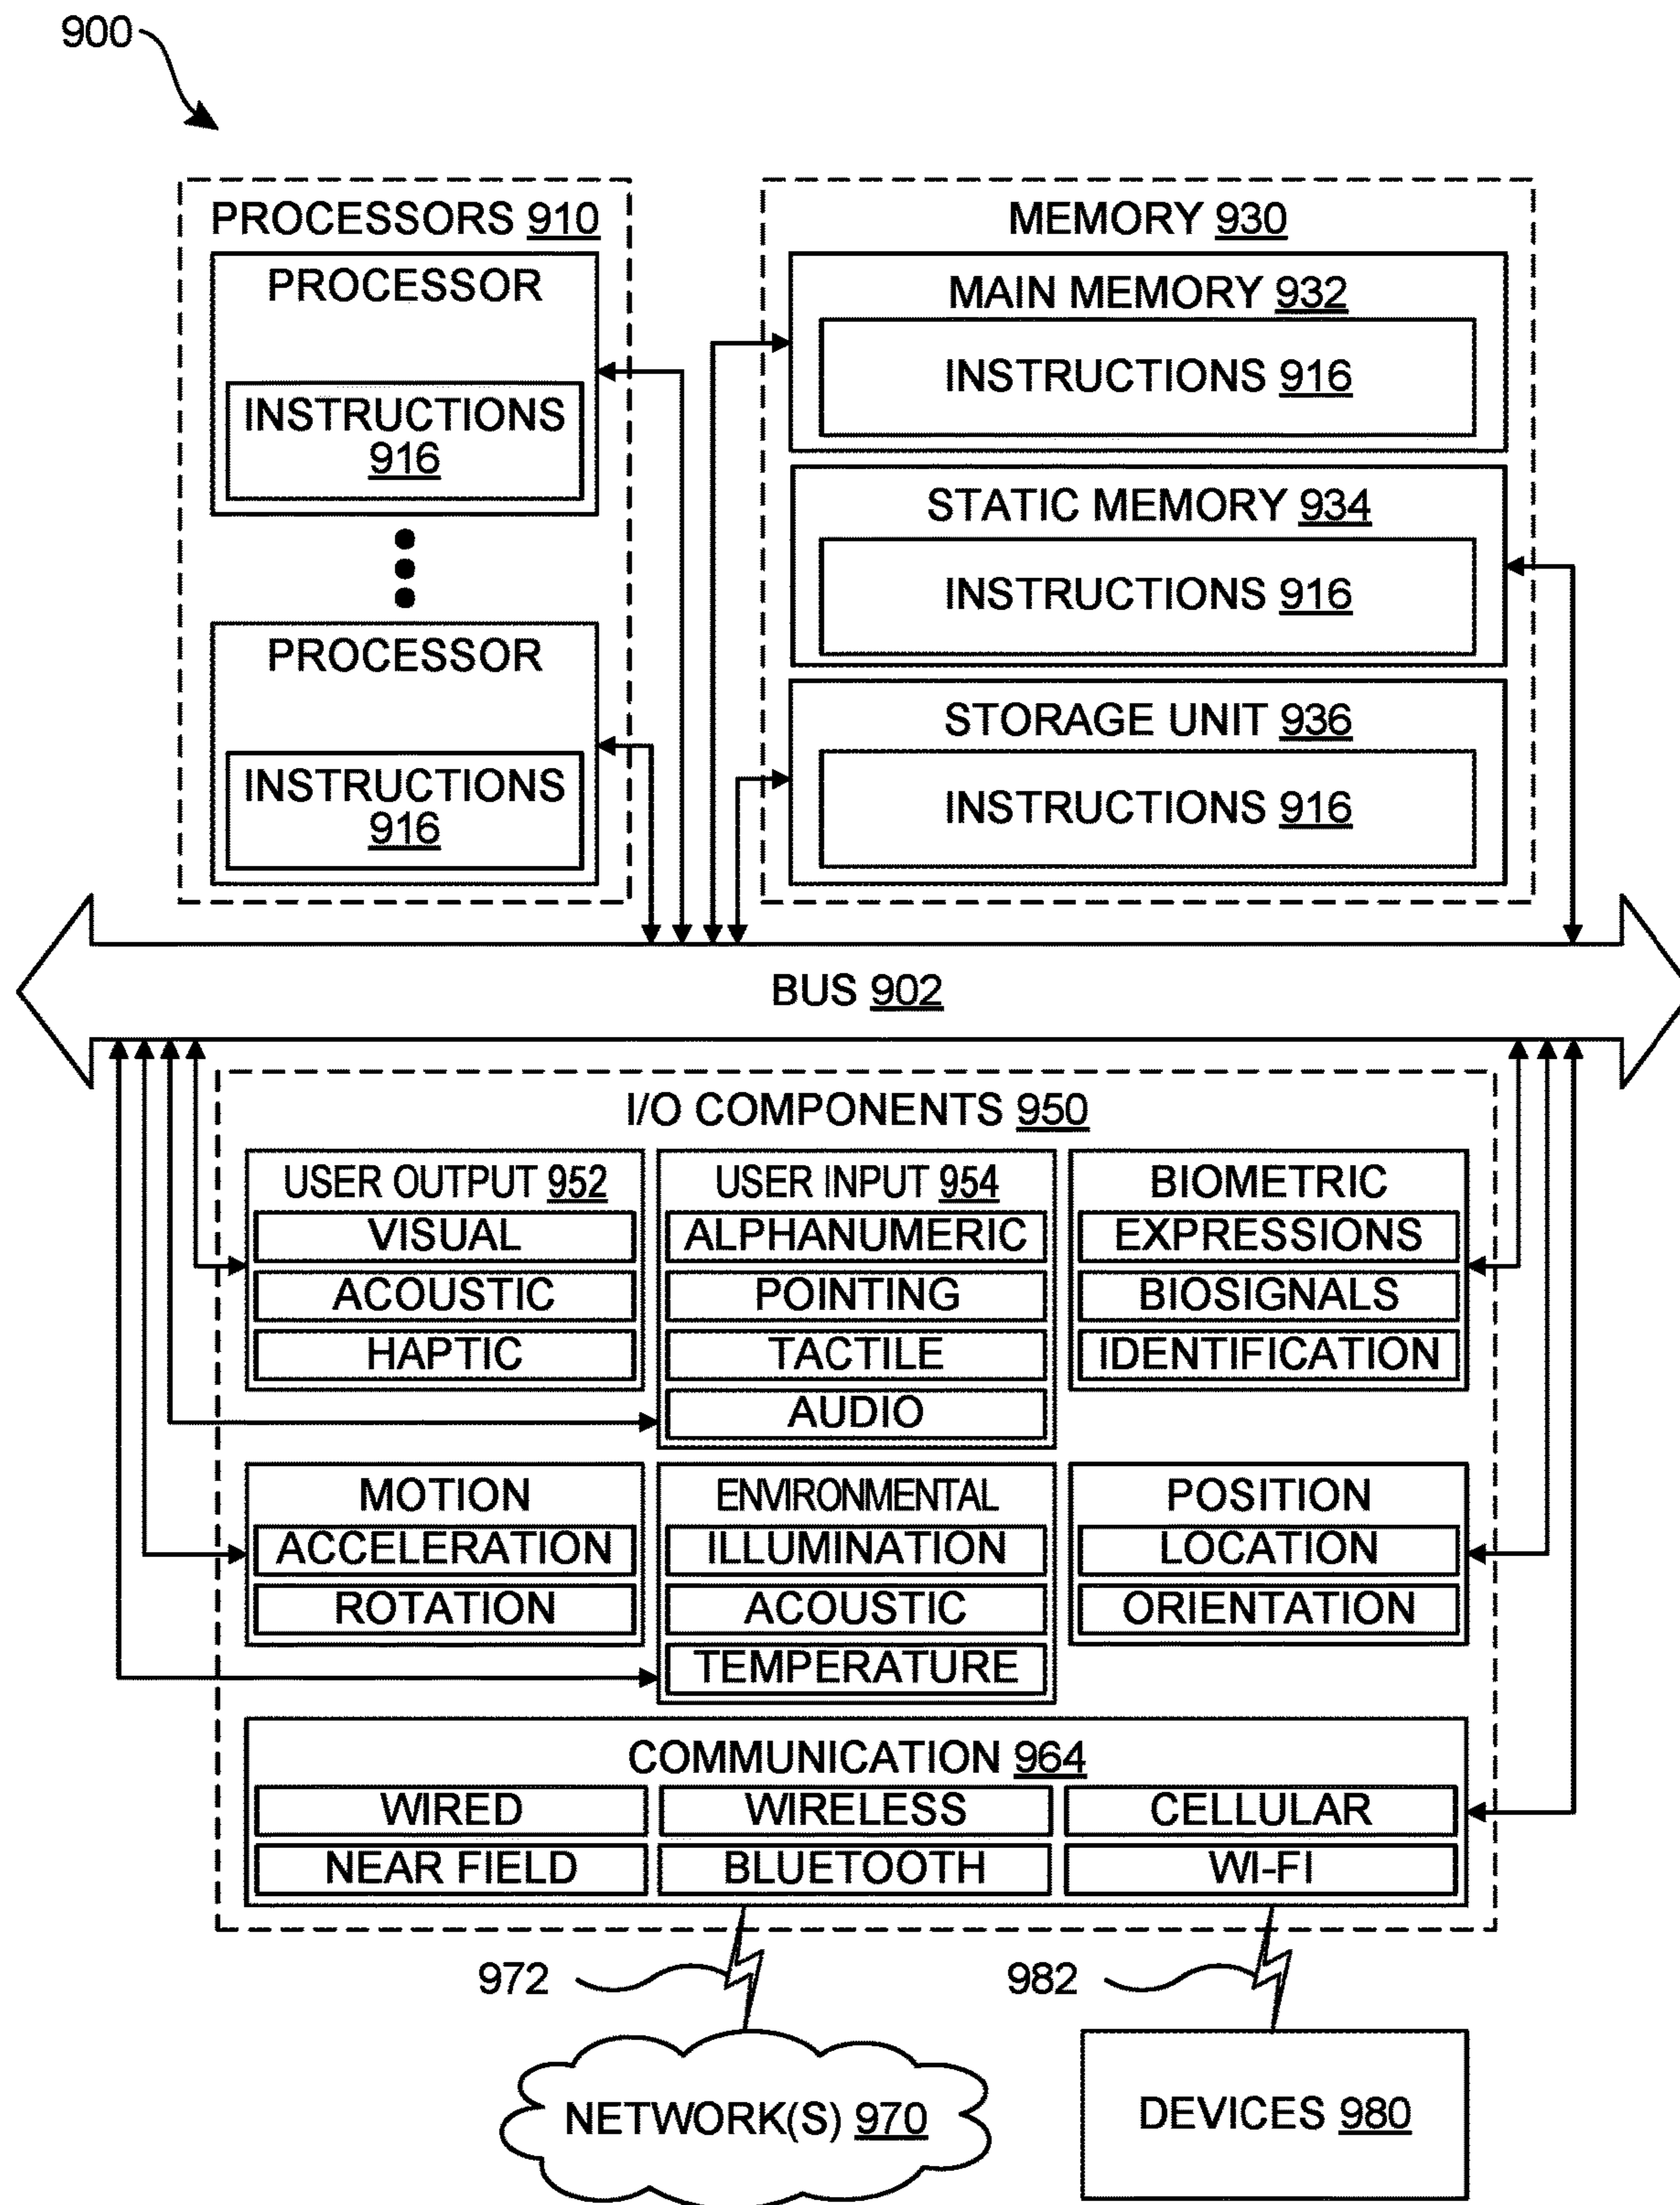 900
PROCESSORS 910
PROCESSOR
INSTRUCTIONS
916
PROCESSOR
INSTRUCTIONS
916
MEMORY 930
MAIN MEMORY 932
INSTRUCTIONS 916
STATIC MEMORY 934
INSTRUCTIONS 916
STORAGE UNIT 936
INSTRUCTIONS 916
BUS 902
I/O COMPONENTS 950
USER OUTPUT 952
VISUAL
ACOUSTIC
HAPTIC
USER INPUT 954
ALPHANUMERIC
POINTING
TACTILE
AUDIO
BIOMETRIC
EXPRESSIONS
BIOSIGNALS
IDENTIFICATION
MOTION
ACCELERATION
ROTATION
ENVIRONMENTAL
ILLUMINATION
ACOUSTIC
TEMPERATURE
POSITION
LOCATION
ORIENTATION
COMMUNICATION 964
WIRED
WIRELESS
CELLULAR
NEAR FIELD
BLUETOOTH
WI-FI
972
982
NETWORK(S) 970
DEVICES 980